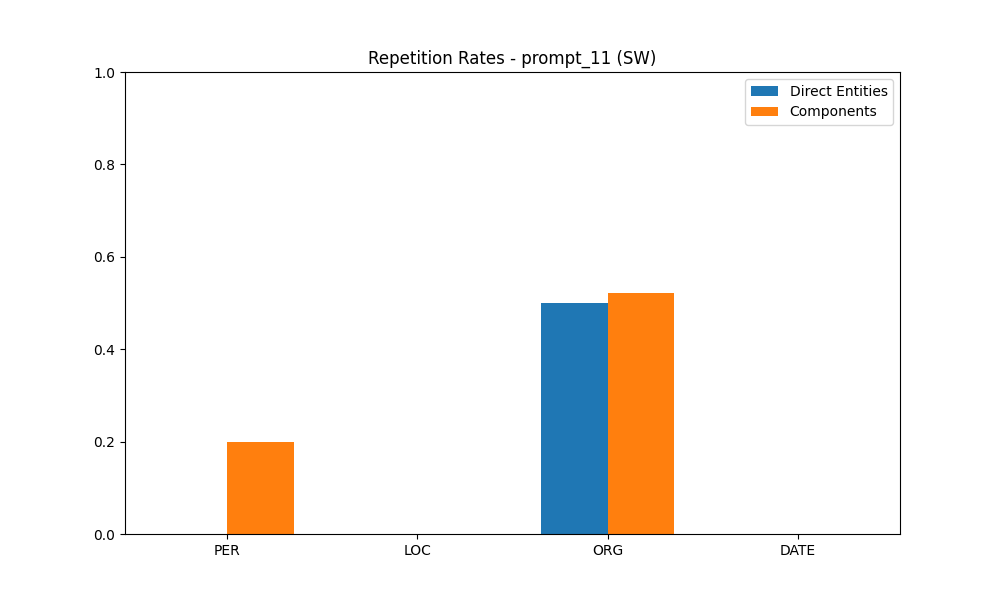 Repetition Rates - prompt_11 (SW)
1.0
0.8
0.6
0.4
0.2
0.0
Direct Entities
Components
PER LOC ORG DATE